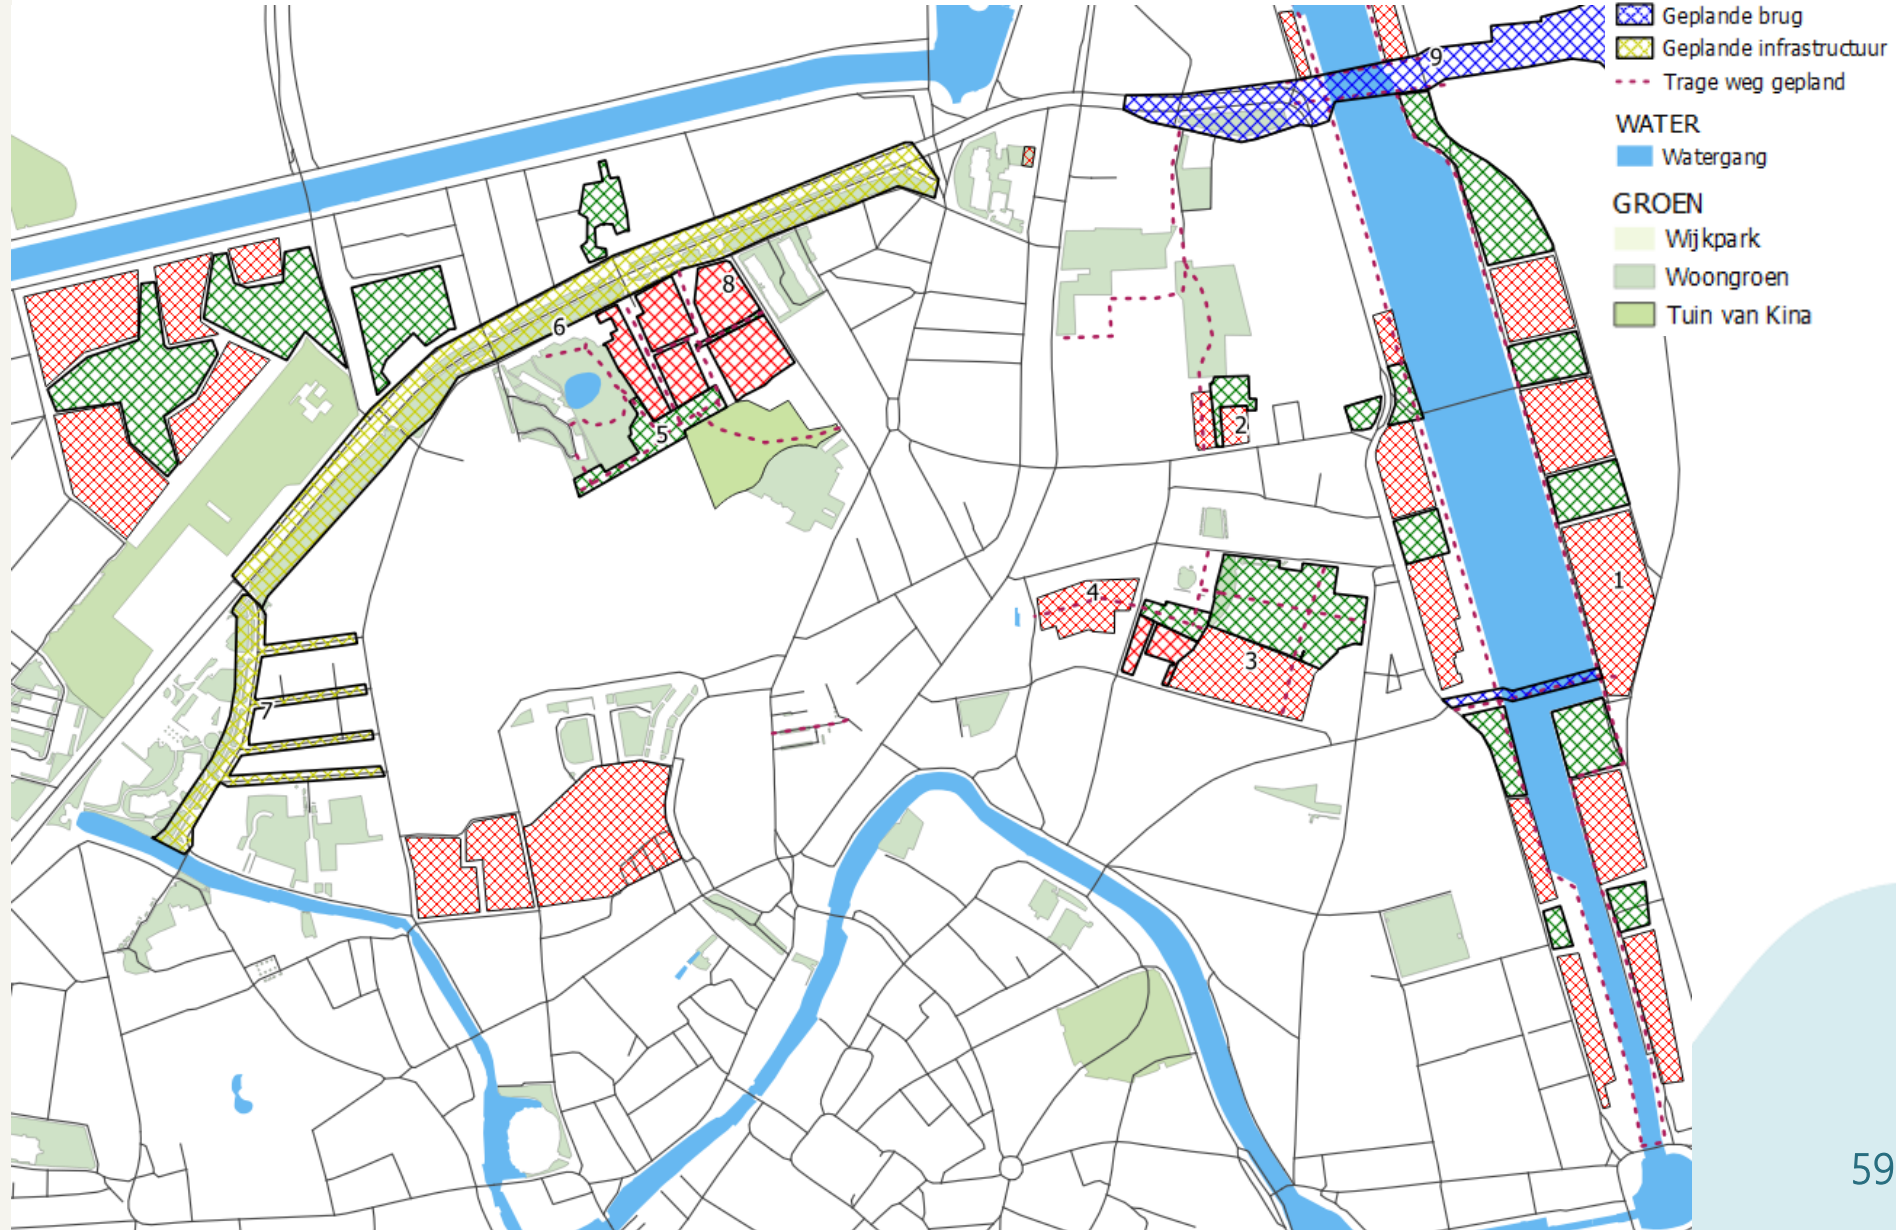 Geplande brug
Geplande infrastructuur
Trage weg gepland
WATER
Watergang
GROEN
Wijkpark
Woongroen
Tuin van Kina
9
8
6
5
2
4
1
3
7
59